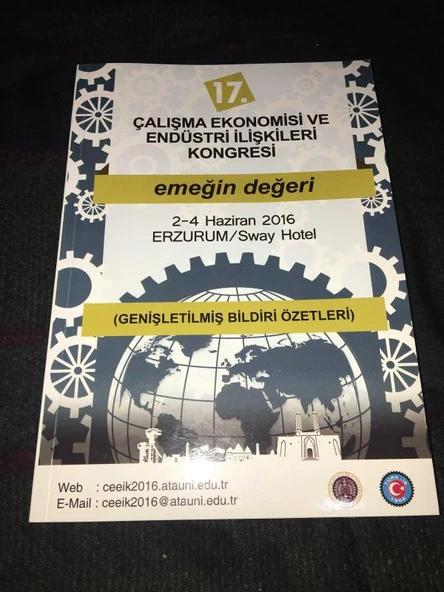 17.
ÇALIŞMA EKONOMİSİ VE
ENDÜSTRİ İLİŞKİLERİ
KONGRESİ
emeğin değeri
2-4 Haziran 2016
ERZURUM/Sway Hotel
(GENİŞLETİLMİŞ BİLDİRİ ÖZETLERİ)
Web : ceeik2016.atauni.edu.tr
E-Mail : ceeik2016@atauni.edu.tr
TÜRK-İŞ